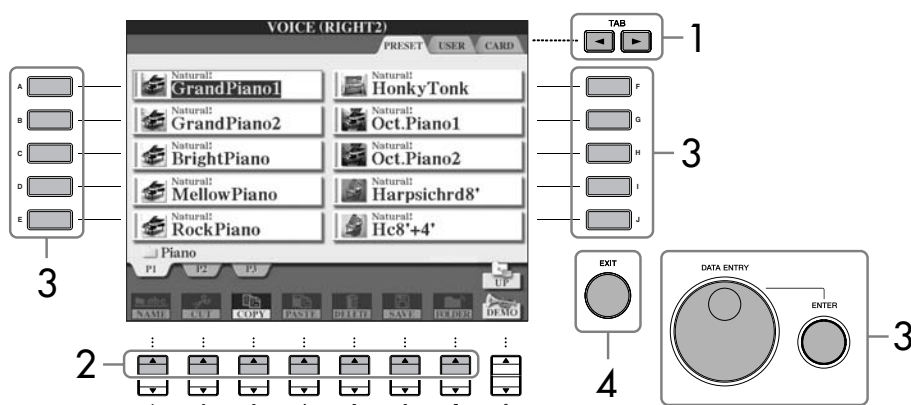 VOICE (RIGHT2)
PRESET USER CARD
TAB
1
A
Natural!
GrandPiano1
Natural!
HonkyTonk
F
B
Natural!
GrandPiano2
Natural!
Oct.Piano1
G
C
Natural!
BrightPiano
Natural!
Oct.Piano2
H
3
D
Natural!
MellowPiano
Natural!
Harpsichrd8'
I
E
Natural!
RockPiano
Natural!
Hc8'+4'
J
3
Piano
P1 P2 P3
UP
NAME CUT COPY PASTE DELETE SAVE FOLDER DEMO
2
EXIT
4
DATA ENTRY
ENTER
3